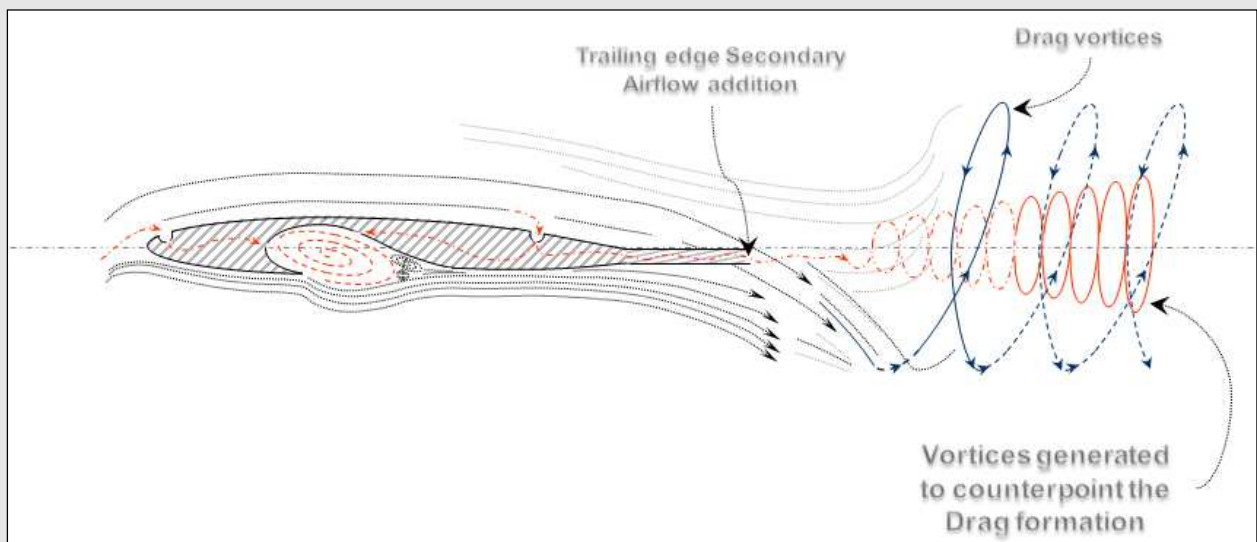 Drag vortices
Trailing edge Secondary
Airflow addition
Vortices generated
to counterpoint the
Drag formation